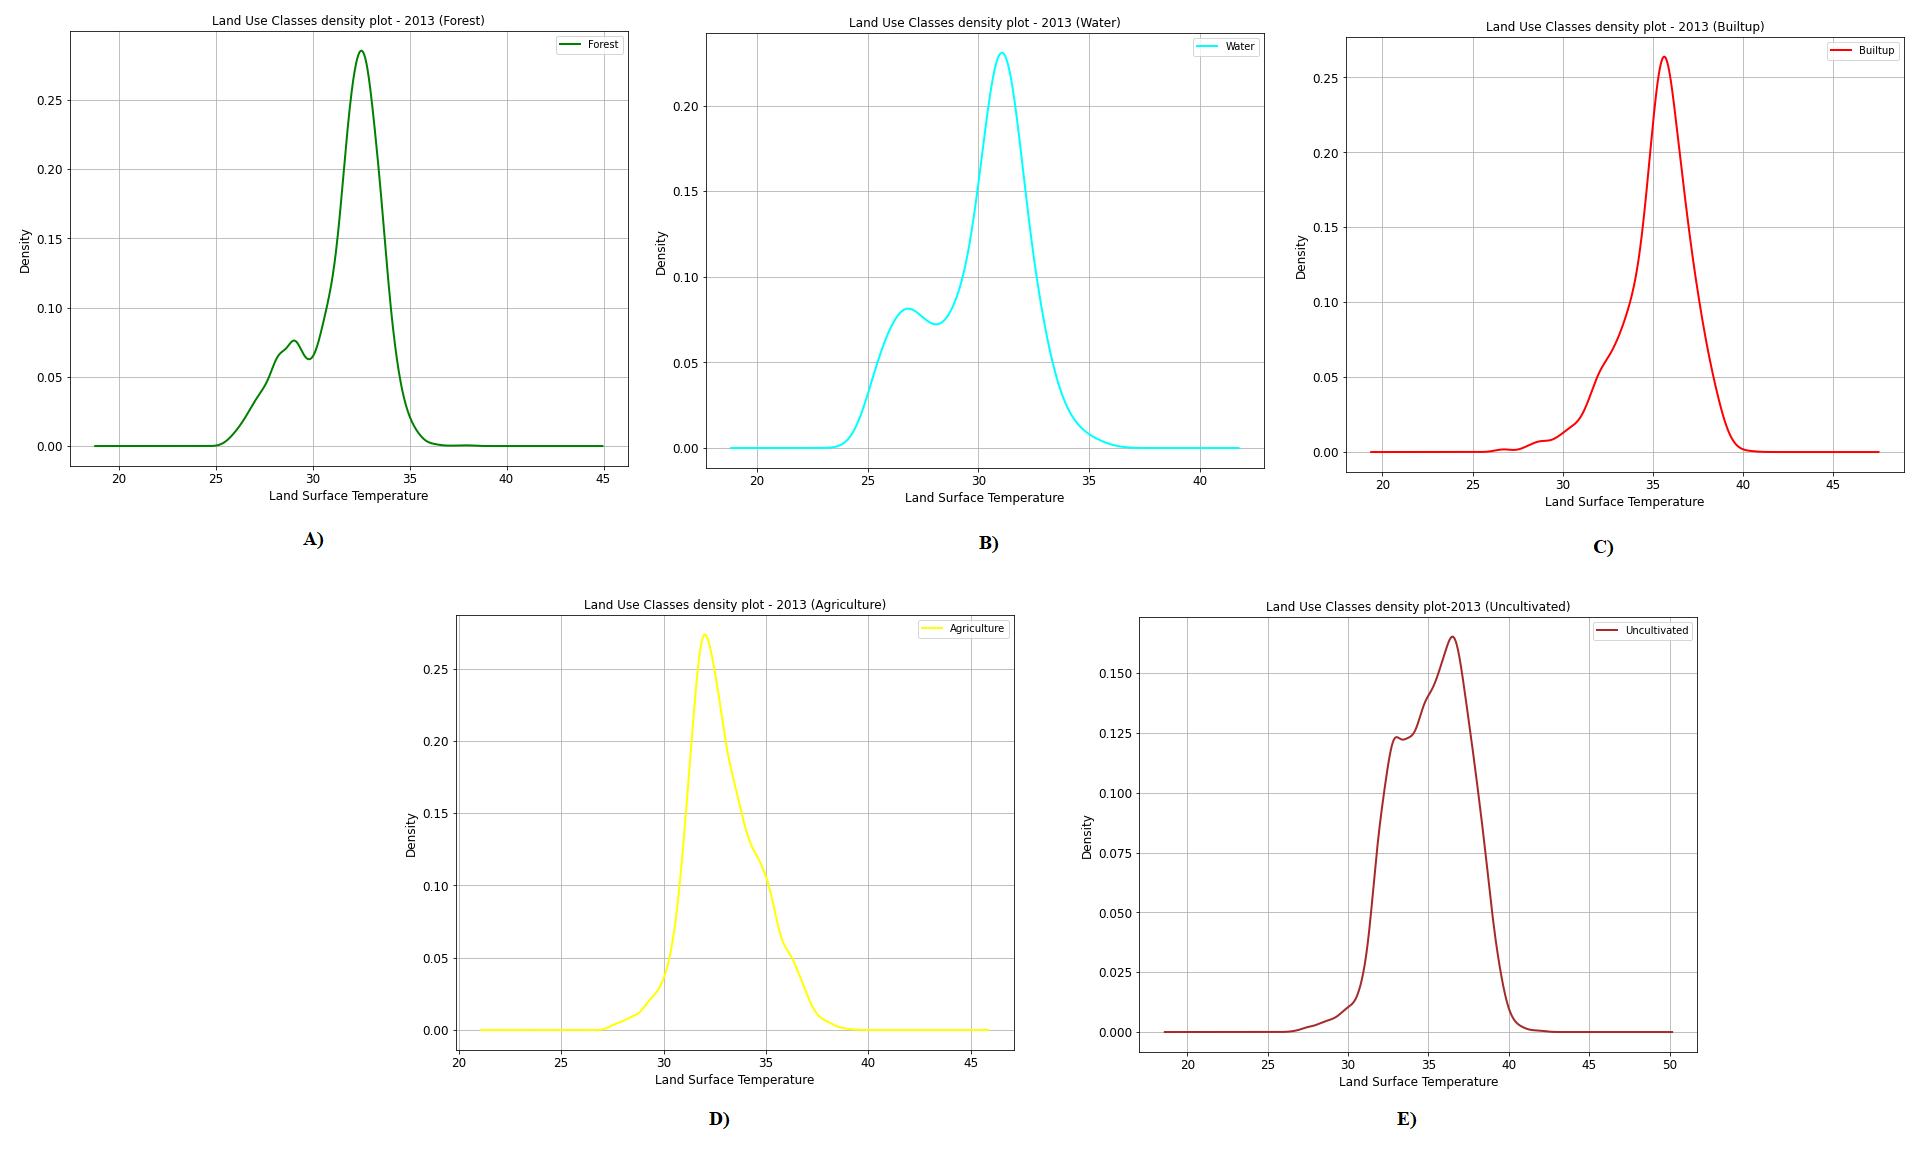 Land Use Classes density plot - 2013 (Forest)
Forest
0.25
0.20
0.15
0.10
0.05
0.00
Density
20 25 30 35 40 45
Land Surface Temperature
A)
Land Use Classes density plot - 2013 (Water)
Water
0.20
0.15
0.10
0.05
0.00
Density
20 25 30 35 40
Land Surface Temperature
B)
Land Use Classes density plot - 2013 (Builtup)
Builtup
0.25
0.20
0.15
0.10
0.05
0.00
Density
20 25 30 35 40 45
Land Surface Temperature
C)
Land Use Classes density plot - 2013 (Agriculture)
Agriculture
0.25
0.20
0.15
0.10
0.05
0.00
Density
20 25 30 35 40 45
Land Surface Temperature
D)
Land Use Classes density plot-2013 (Uncultivated)
Uncultivated
0.150
0.125
0.100
0.075
0.050
0.025
0.000
Density
20 25 30 35 40 45 50
Land Surface Temperature
E)